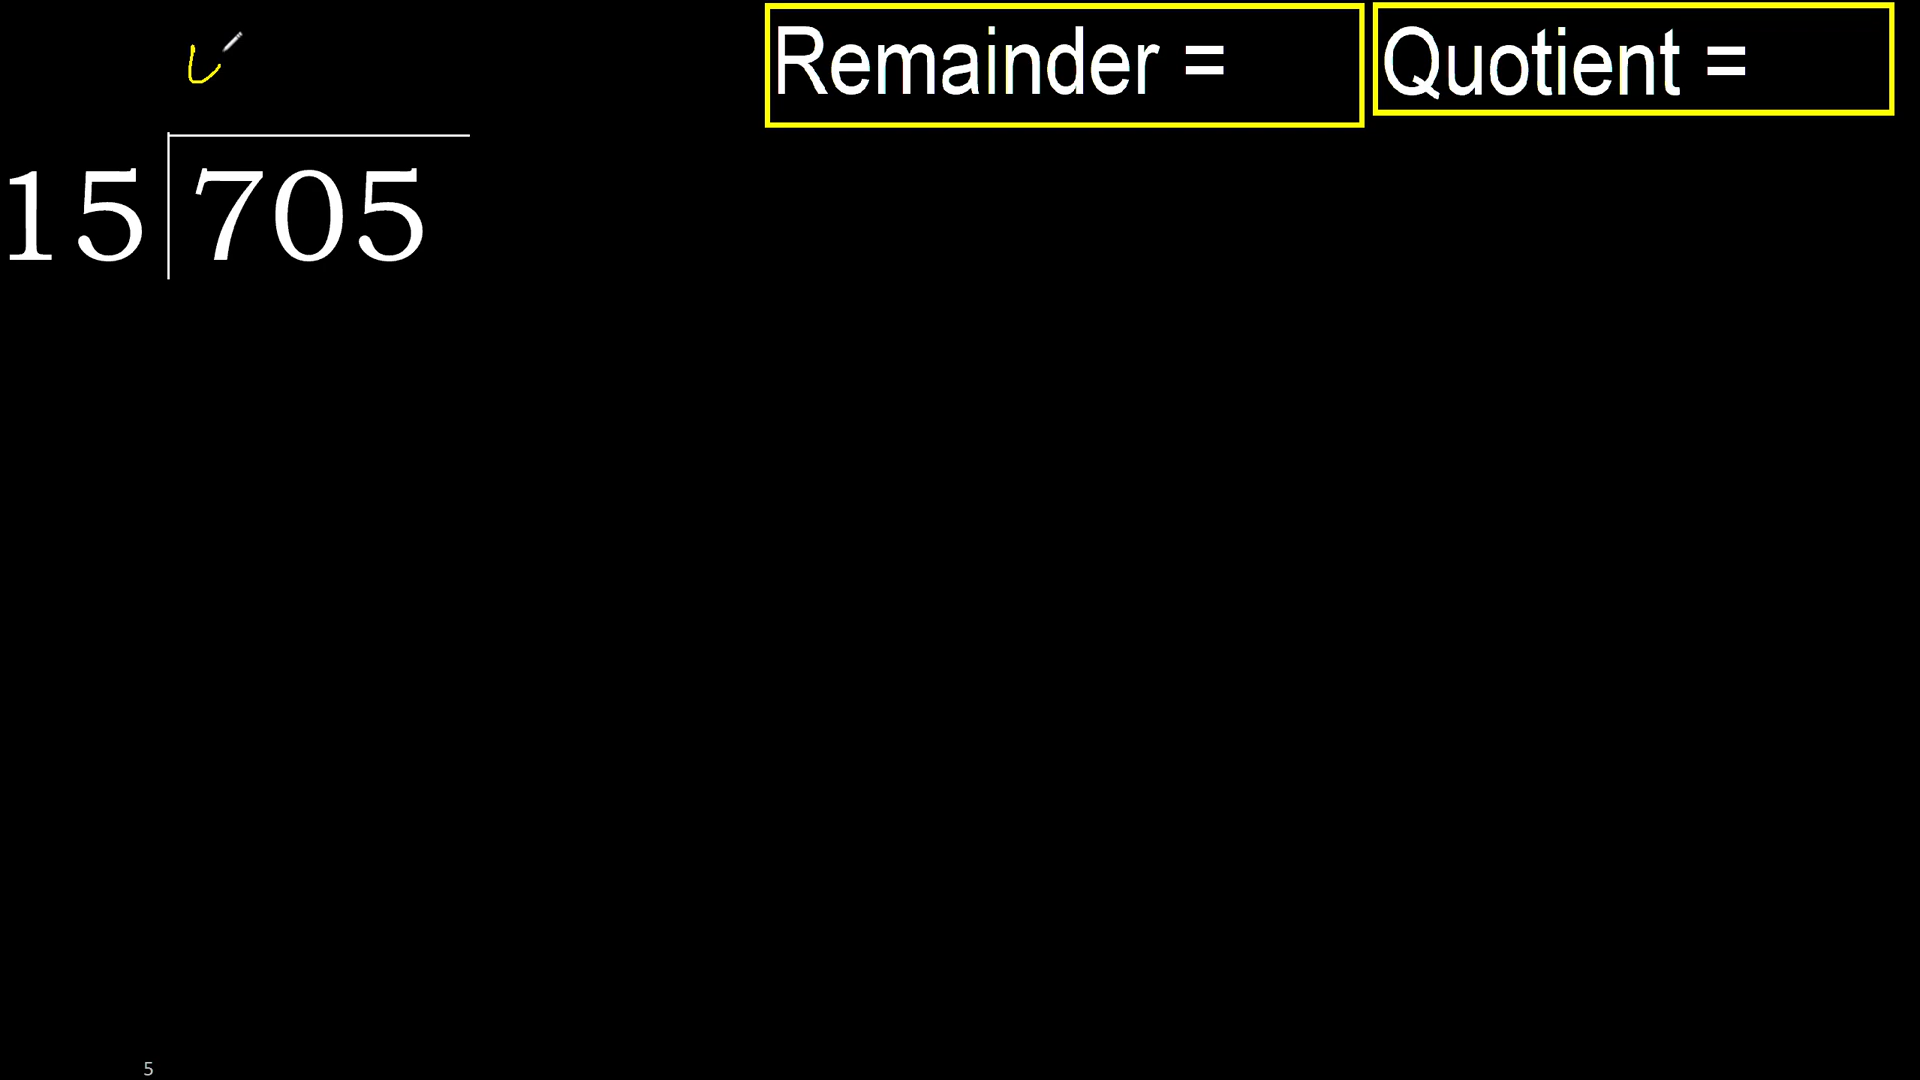 Remainder = Quotient =
15 705
5